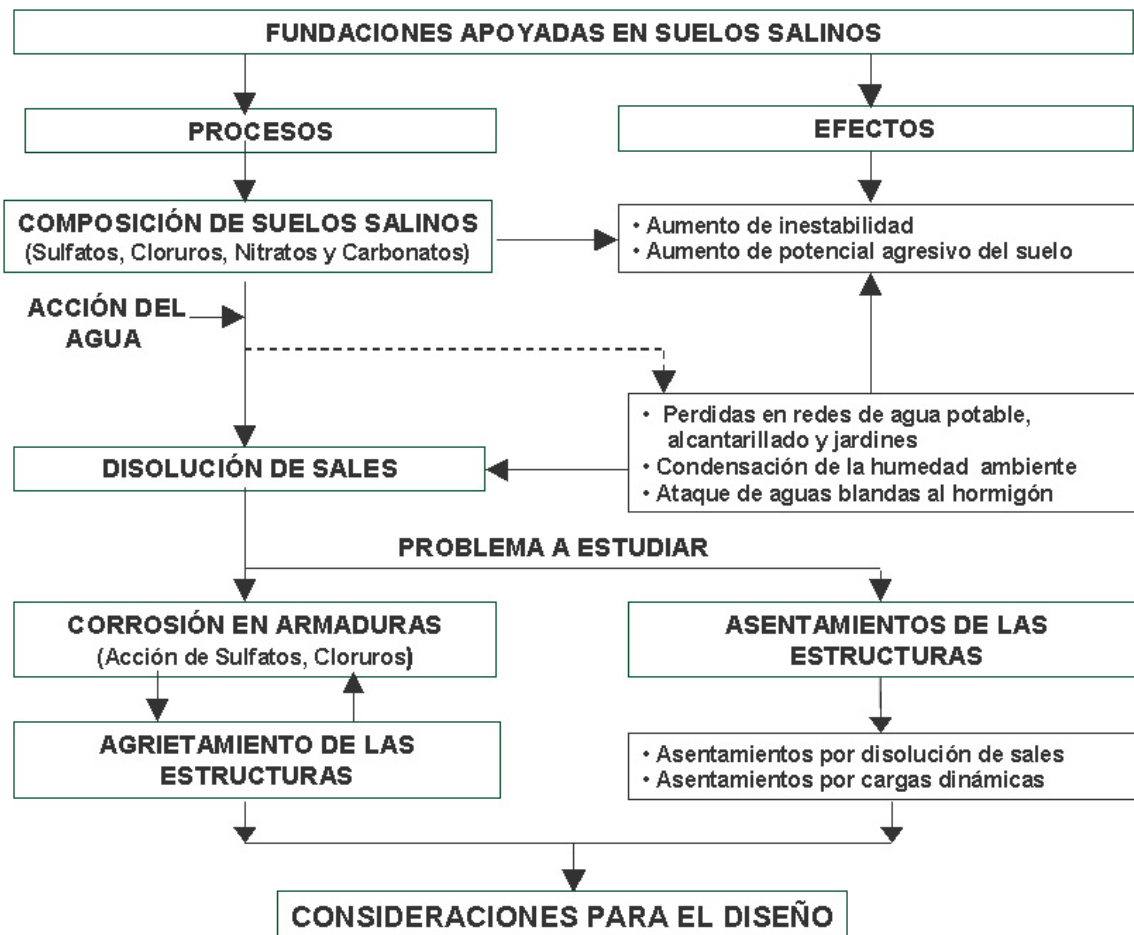 FUNDACIONES APOYADAS EN SUELOS SALINOS
PROCESOS
EFECTOS
COMPOSICIÓN DE SUELOS SALINOS
(Sulfatos, Cloruros, Nitratos y Carbonatos)
• Aumento de inestabilidad
• Aumento de potencial agresivo del suelo
ACCIÓN DEL
AGUA
• Perdidas en redes de agua potable,
alcantarillado y jardines
• Condensación de la humedad ambiente
• Ataque de aguas blandas al hormigón
DISOLUCIÓN DE SALES
PROBLEMA A ESTUDIAR
CORROSIÓN EN ARMADURAS
(Acción de Sulfatos, Cloruros)
ASENTAMIENTOS DE LAS
ESTRUCTURAS
AGRIETAMIENTO DE LAS
ESTRUCTURAS
• Asentamientos por disolución de sales
• Asentamientos por cargas dinámicas
CONSIDERACIONES PARA EL DISEÑO